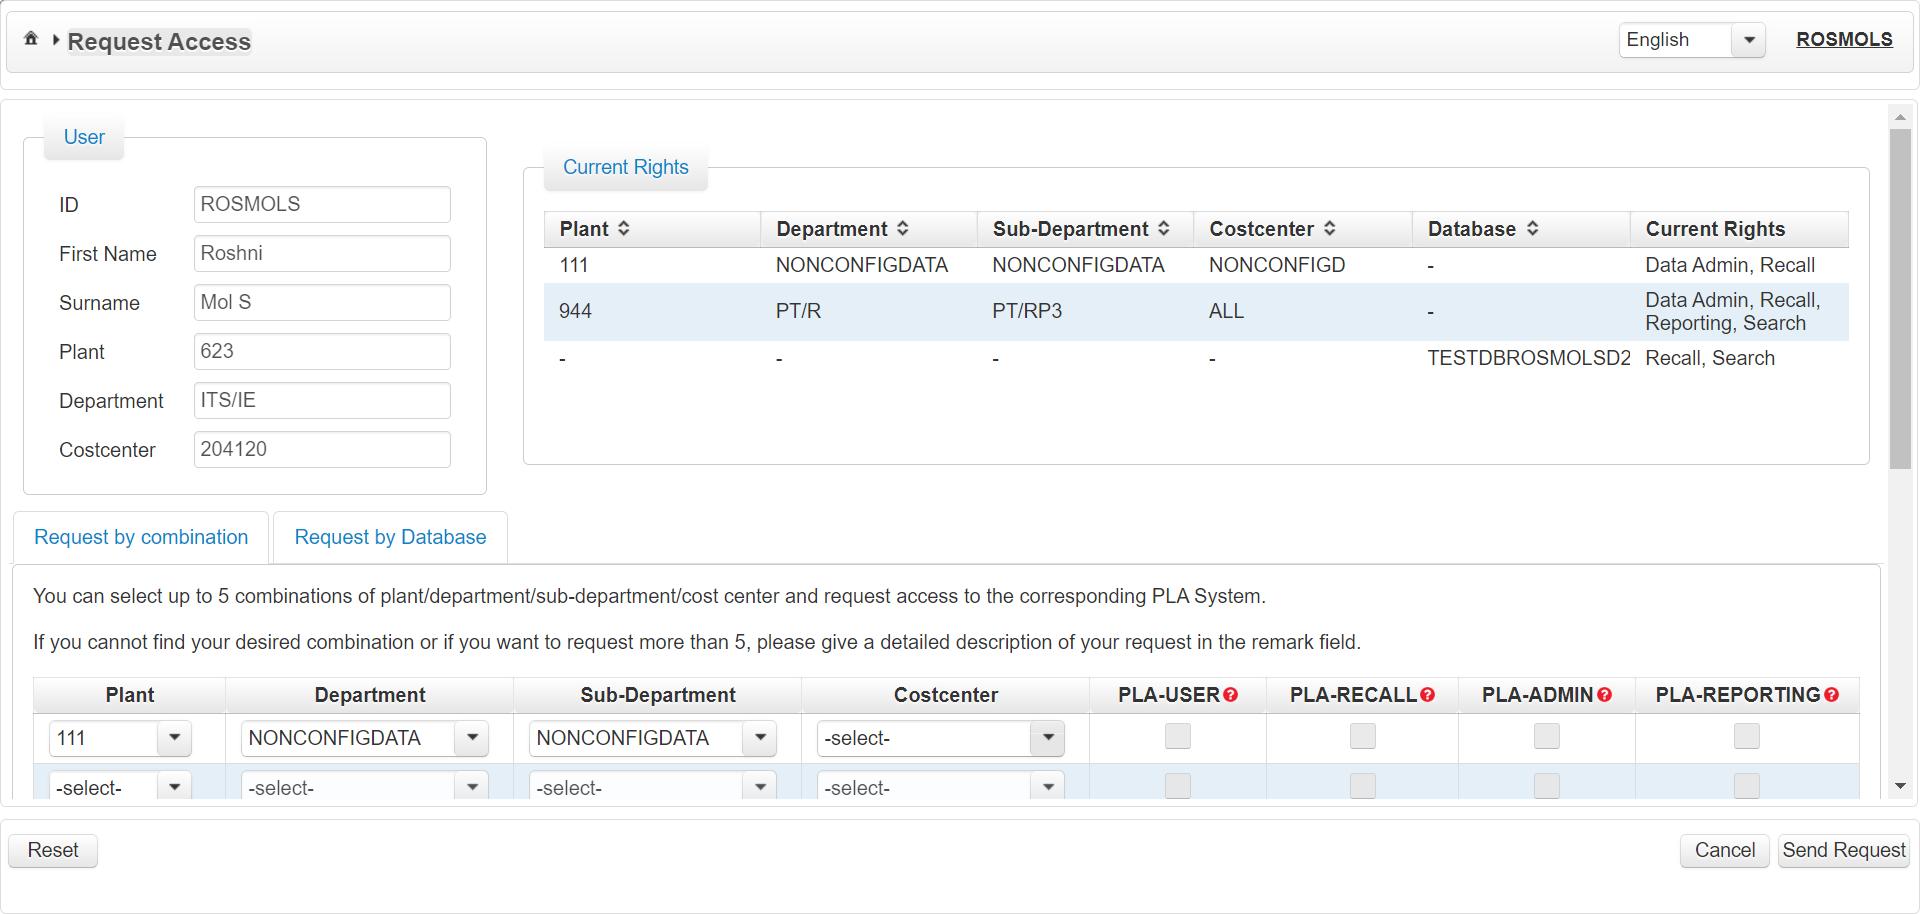 Request Access
English
ROSMOLS
User
ID ROSMOLS
First Name Roshni
Surname Mol S
Plant 623
Department ITS/IE
Costcenter 204120
Current Rights
Plant Department Sub-Department Costcenter Database Current Rights
111 NONCONFIGDATA NONCONFIGDATA NONCONFIGD - Data Admin, Recall
944 PT/R PT/RP3 ALL - Data Admin, Recall,
Reporting, Search
- - - - TESTDBROSMOLSD2 Recall, Search
Request by combination Request by Database
You can select up to 5 combinations of plant/department/sub-department/cost center and request access to the corresponding PLA System.
If you cannot find your desired combination or if you want to request more than 5, please give a detailed description of your request in the remark field.
Plant Department Sub-Department Costcenter PLA-USER? PLA-RECALL? PLA-ADMIN? PLA-REPORTING?
111 NONCONFIGDATA NONCONFIGDATA -select-
-select- -select- -select- -select-
Reset Cancel Send Request